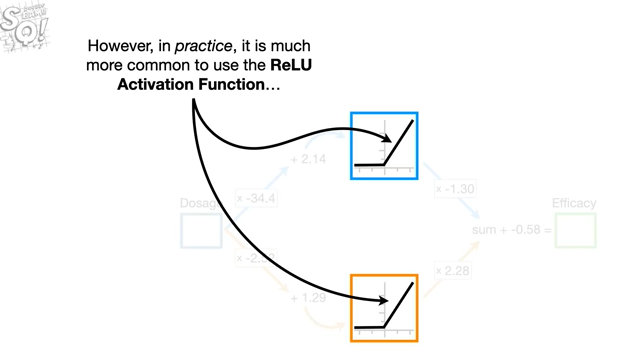 SQ!
However, in practice, it is much
more common to use the ReLU
Activation Function…
+ 2.14
x -34.4
x -1.30
Dosage
Efficacy
sum + -0.58 =
x 2.28
+ 1.29